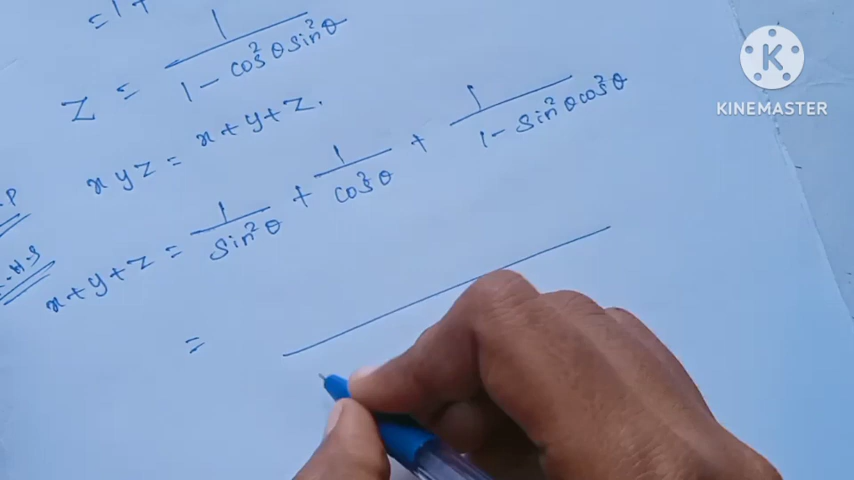 = 1 +
Z = 1 / (1 - cos²θ sin²θ)
xyz = x + y + z.
x + y + z = 1 / sin²θ + 1 / cos²θ + 1 / (1 - sin²θ cos²θ)
=
K
KINEMASTER